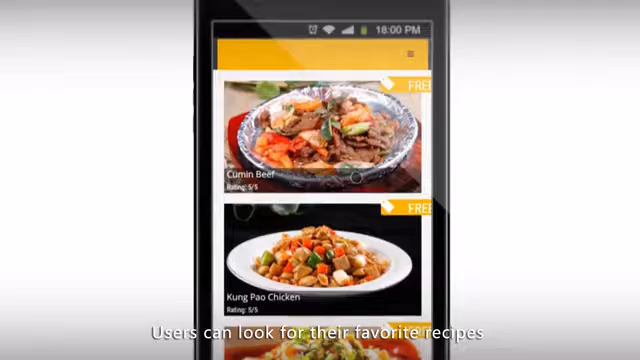 18:00 PM
FREE
Cumin Beef
Rating: 5/5
FREE
Kung Pao Chicken
Rating: 5/5
Users can look for their favorite recipes